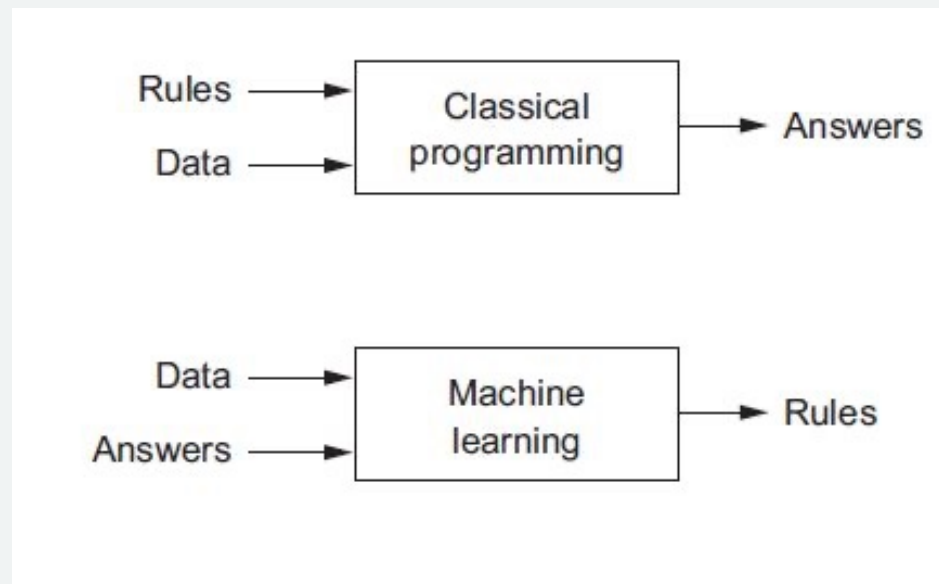 Rules
Data
Classical
programming
Answers
Data
Answers
Machine
learning
Rules